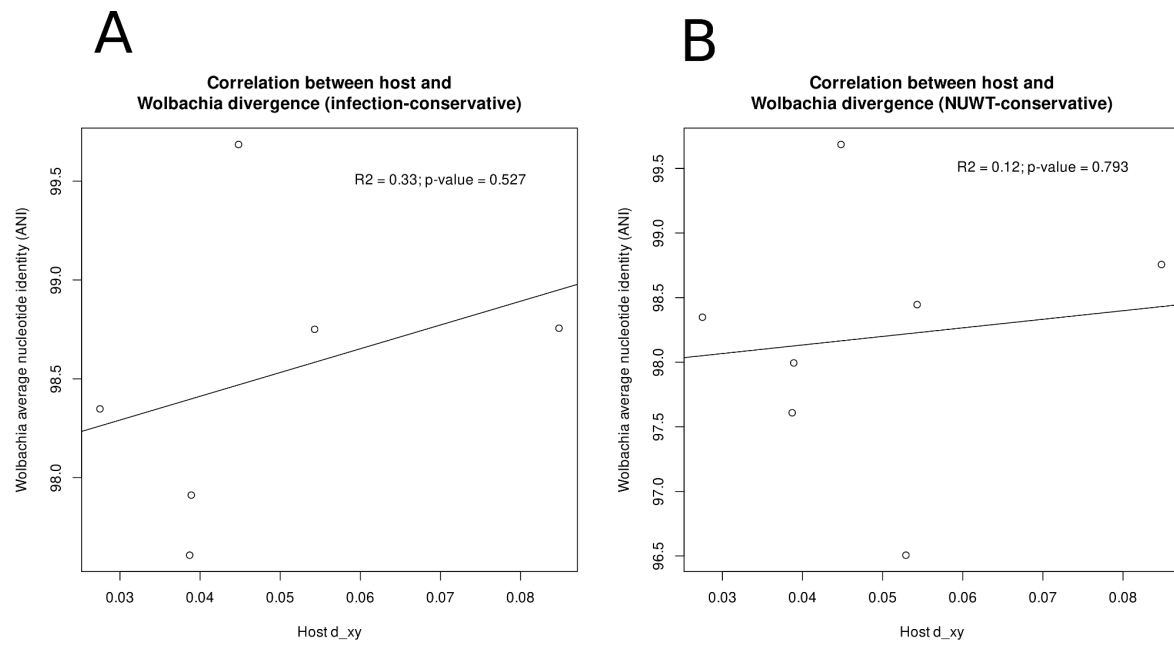 A
Correlation between host and
Wolbachia divergence (infection-conservative)
R2 = 0.33; p-value = 0.527
Wolbachia average nucleotide identity (ANI)
99.5
99.0
98.5
98.0
0.03 0.04 0.05 0.06 0.07 0.08
Host d_xy
B
Correlation between host and
Wolbachia divergence (NUWT-conservative)
R2 = 0.12; p-value = 0.793
Wolbachia average nucleotide identity (ANI)
99.5
99.0
98.5
98.0
97.5
97.0
96.5
0.03 0.04 0.05 0.06 0.07 0.08
Host d_xy